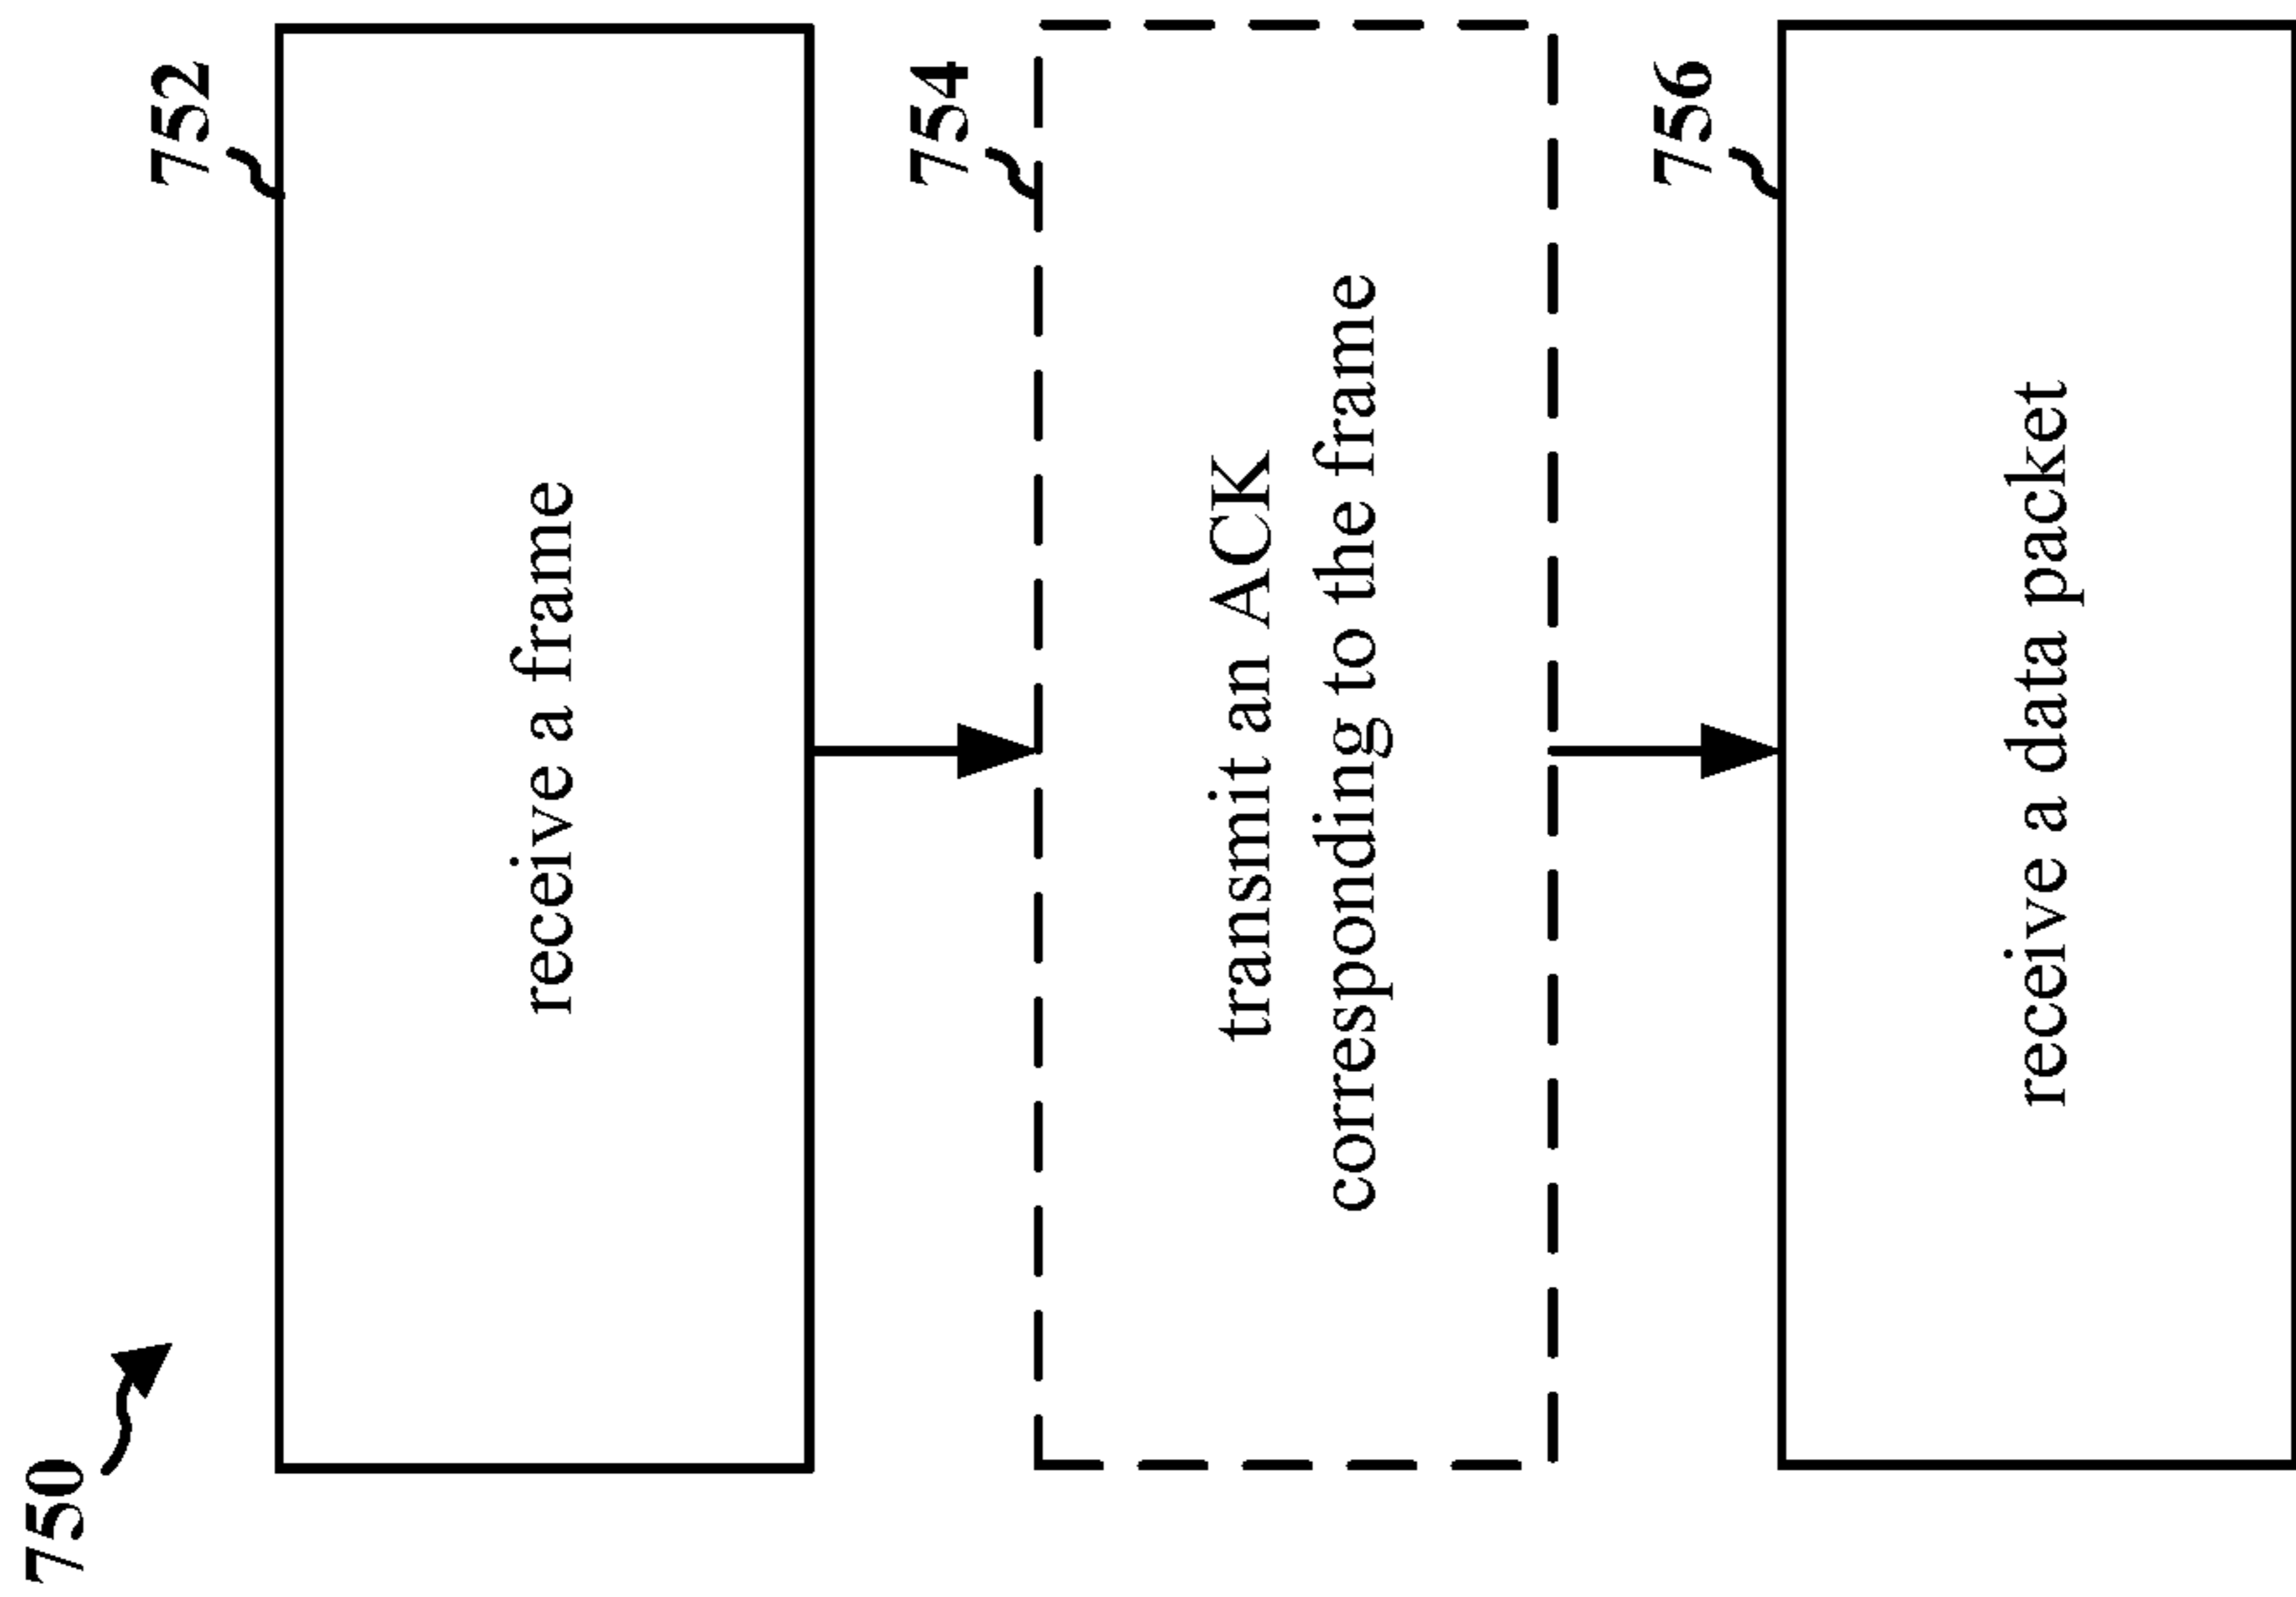 750
752
receive a frame
754
transmit an ACK
corresponding to the frame
756
receive a data packet